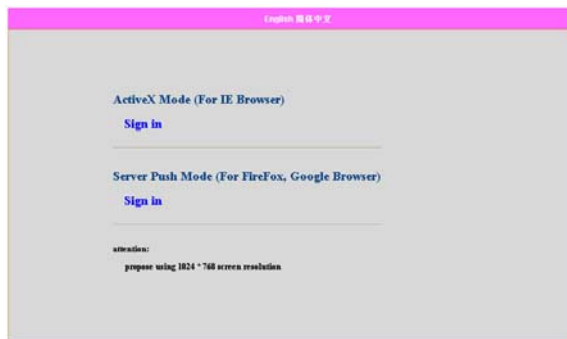 English 简体中文
ActiveX Mode (For IE Browser)
Sign in
Server Push Mode (For FireFox, Google Browser)
Sign in
attention:
propose using 1024 * 768 screen resolution